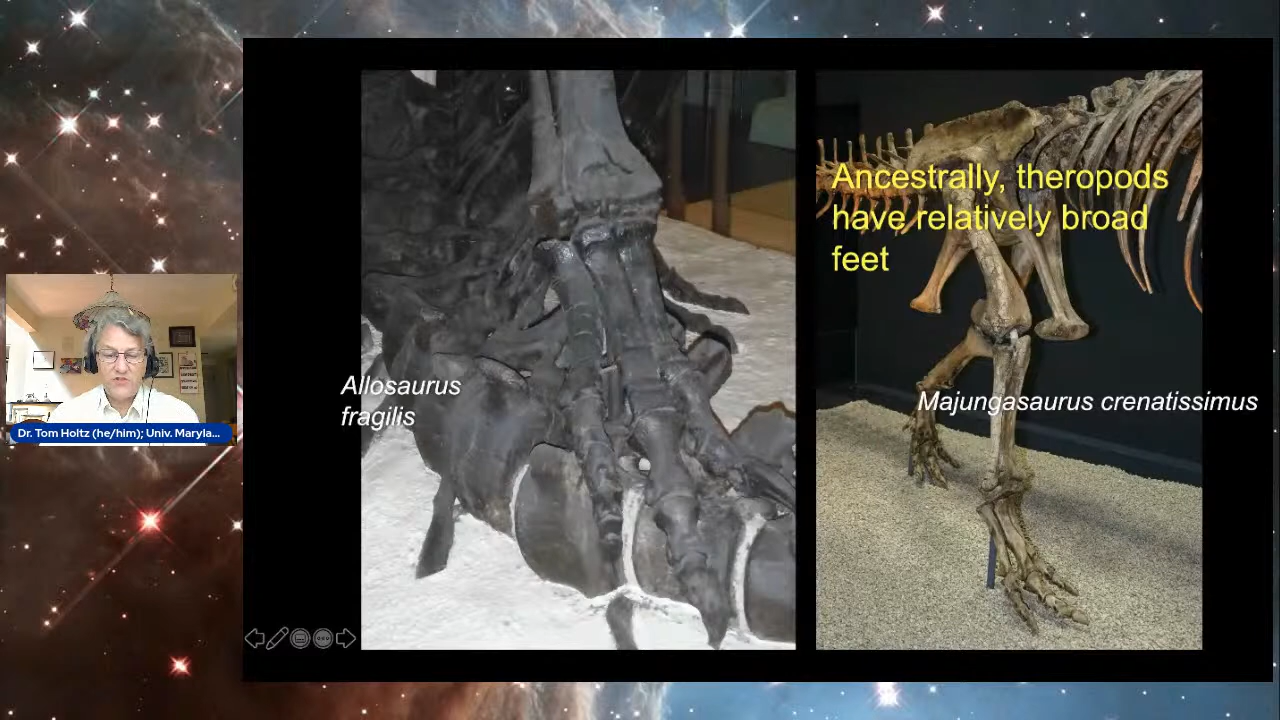 Ancestrally, theropods
have relatively broad
feet
Allosaurus
fragilis
Majungasaurus crenatissimus
Dr. Tom Holtz (he/him); Univ. Maryla...